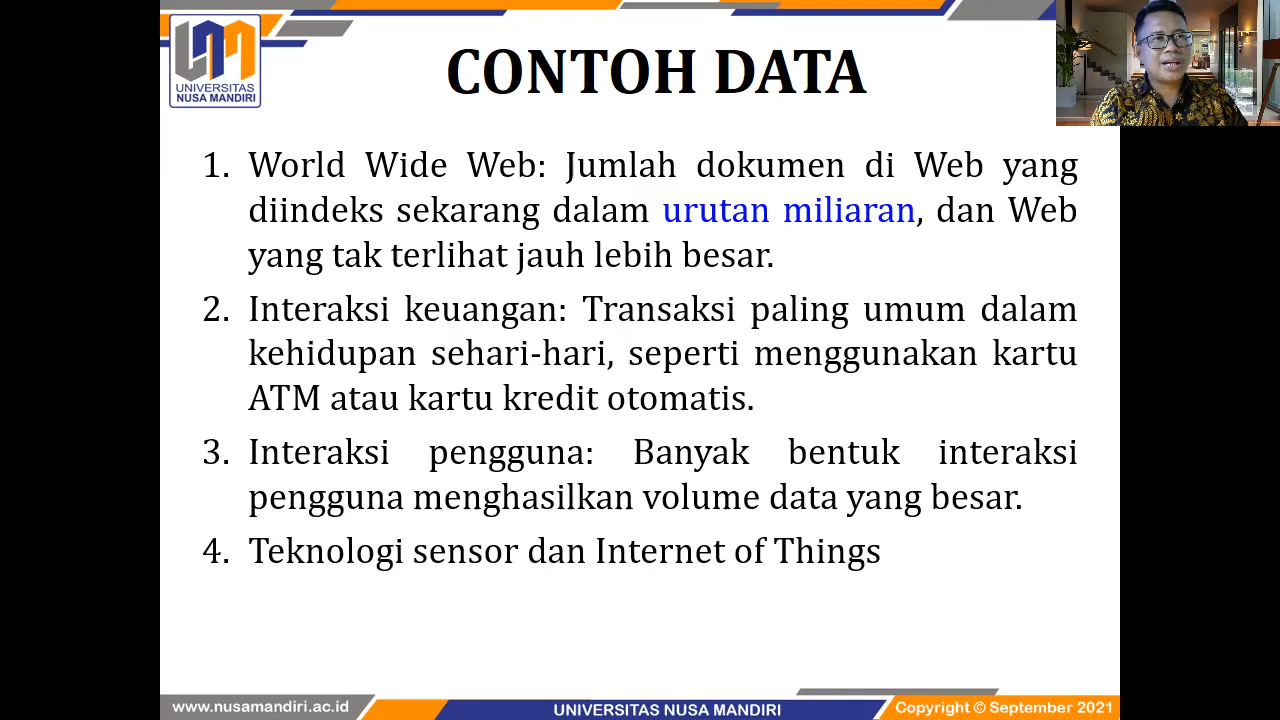 UNIVERSITAS
NUSA MANDIRI
CONTOH DATA
1. World Wide Web: Jumlah dokumen di Web yang
diindeks sekarang dalam urutan miliaran, dan Web
yang tak terlihat jauh lebih besar.
2. Interaksi keuangan: Transaksi paling umum dalam
kehidupan sehari-hari, seperti menggunakan kartu
ATM atau kartu kredit otomatis.
3. Interaksi pengguna: Banyak bentuk interaksi
pengguna menghasilkan volume data yang besar.
4. Teknologi sensor dan Internet of Things
www.nusamandiri.ac.id
UNIVERSITAS NUSA MANDIRI
Copyright © September 2021